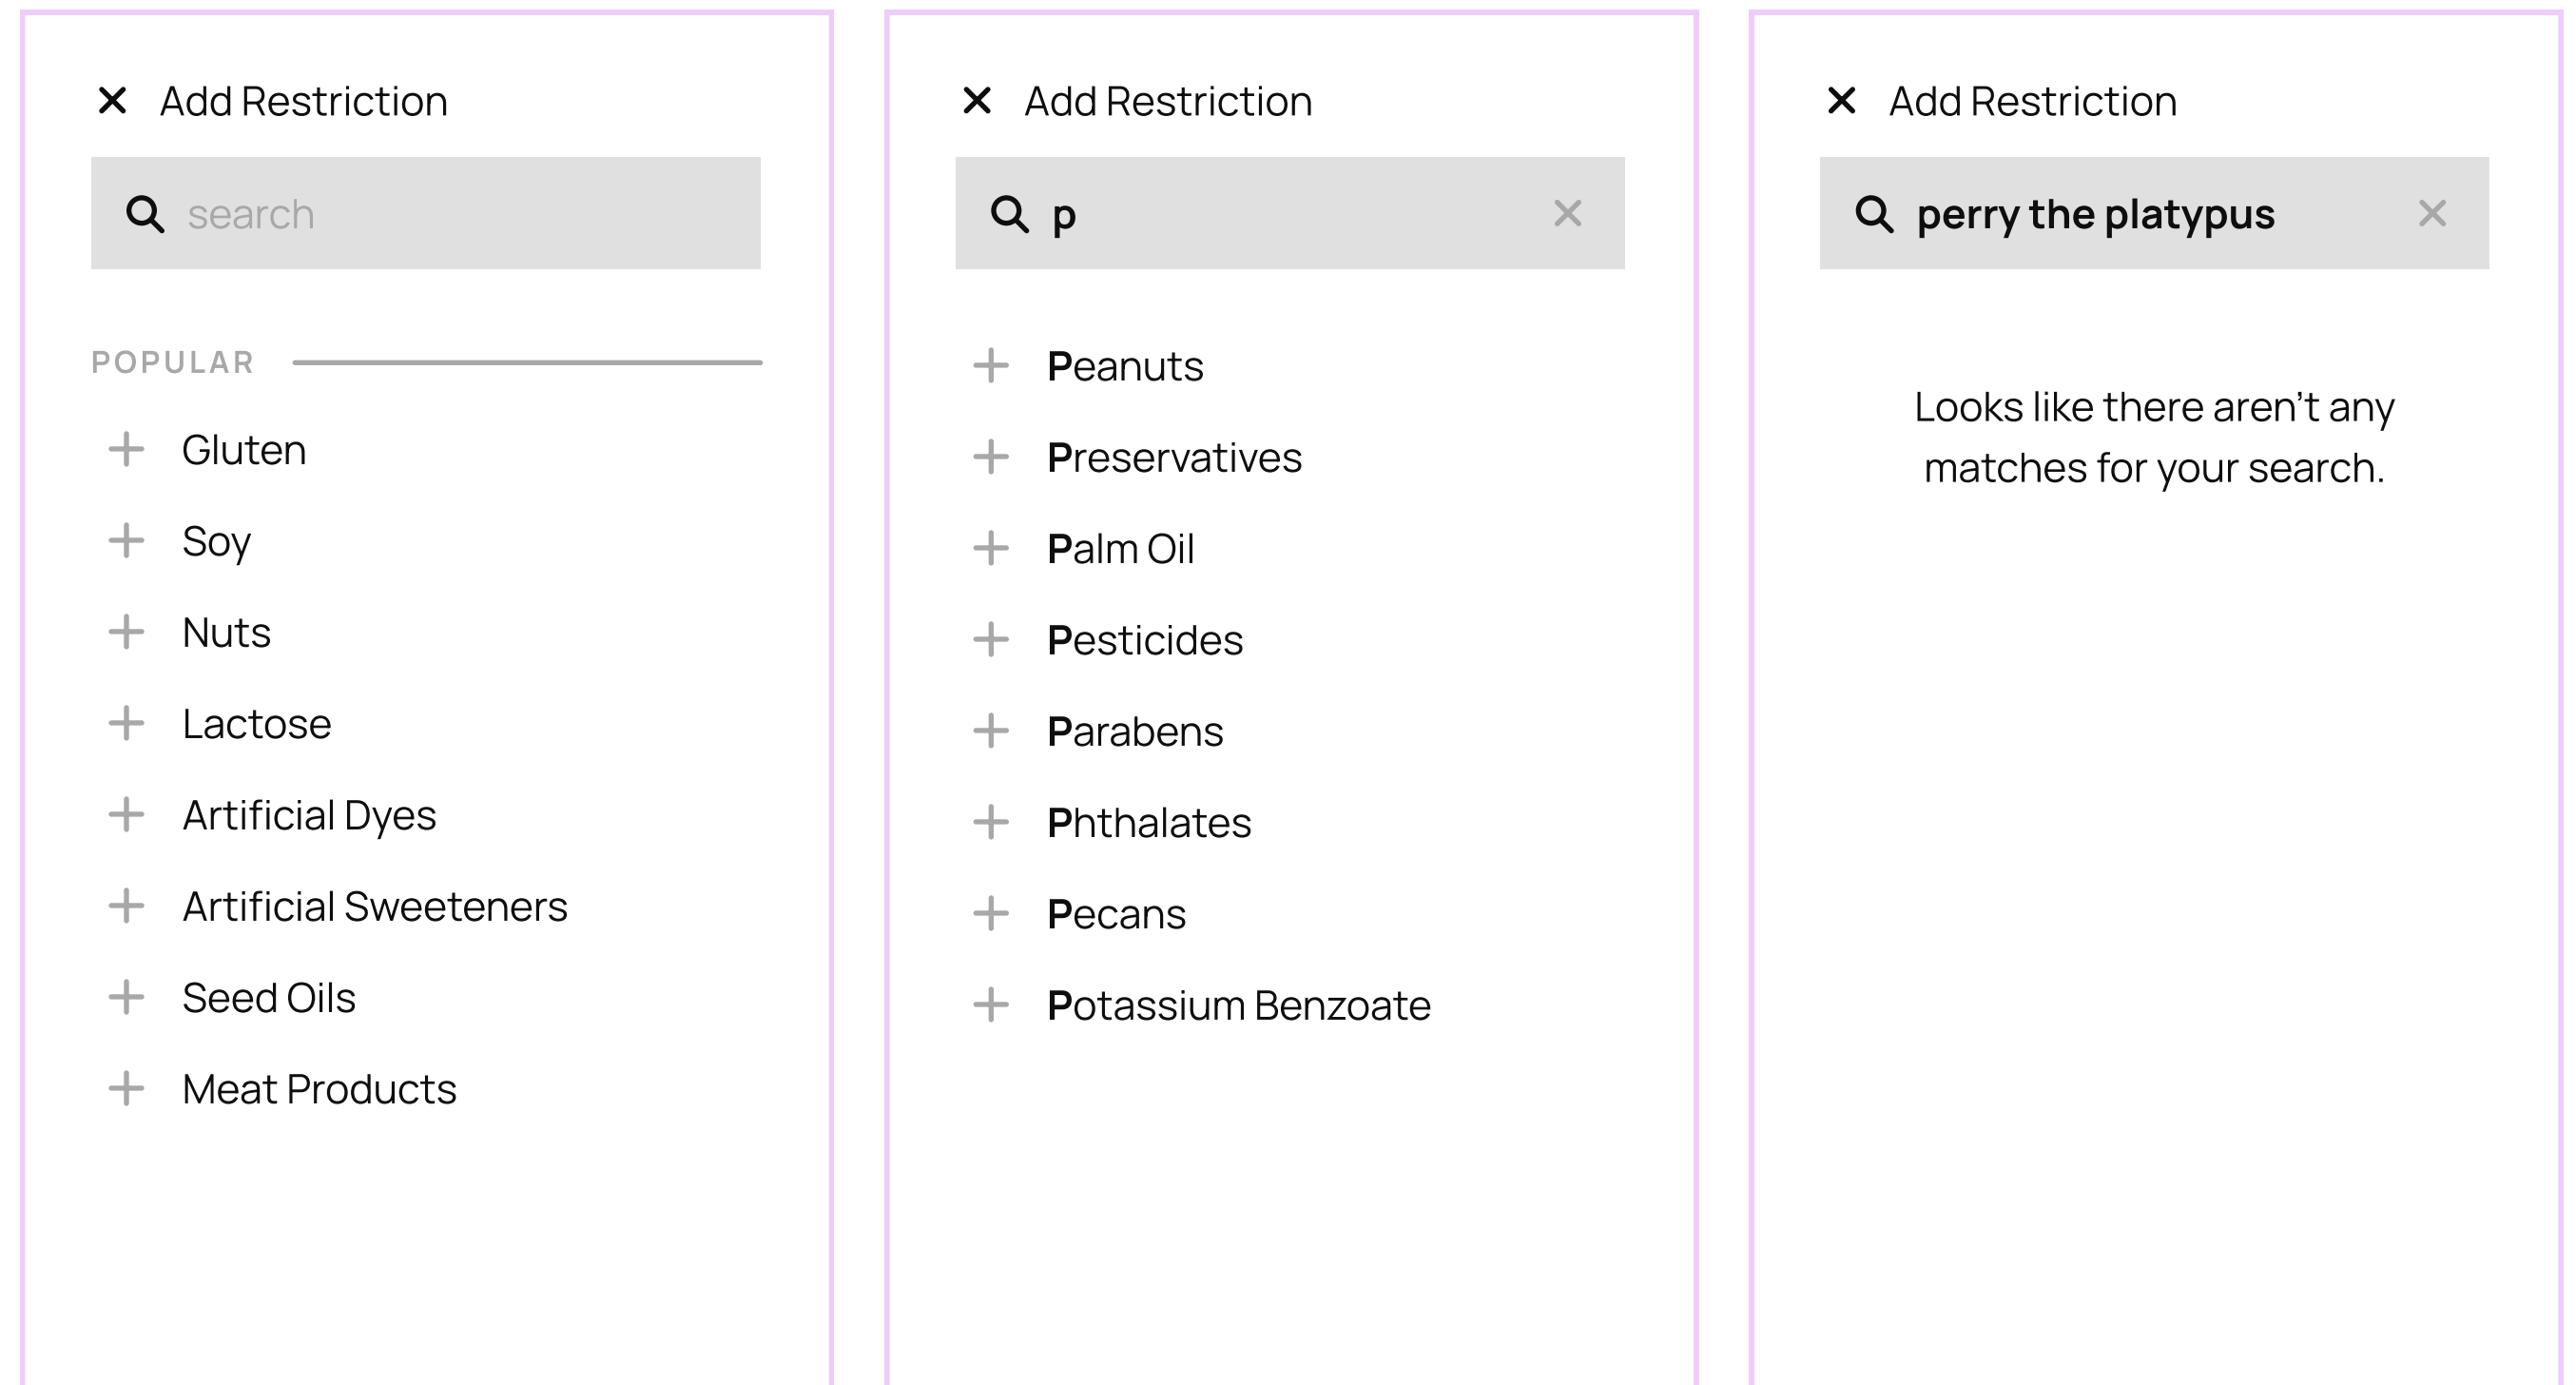 Add Restriction
search
POPULAR
Gluten
Soy
Nuts
Lactose
Artificial Dyes
Artificial Sweeteners
Seed Oils
Meat Products
Add Restriction
p
Peanuts
Preservatives
Palm Oil
Pesticides
Parabens
Phthalates
Pecans
Potassium Benzoate
Add Restriction
perry the platypus
Looks like there aren’t any
matches for your search.